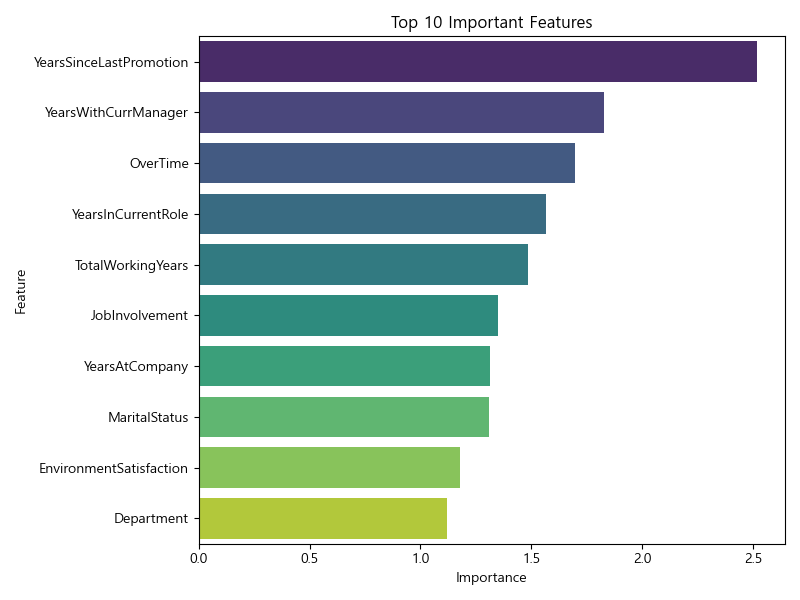 Top 10 Important Features
Feature
YearsSinceLastPromotion
YearsWithCurrManager
OverTime
YearsInCurrentRole
TotalWorkingYears
JobInvolvement
YearsAtCompany
MaritalStatus
EnvironmentSatisfaction
Department
0.0 0.5 1.0 1.5 2.0 2.5
Importance